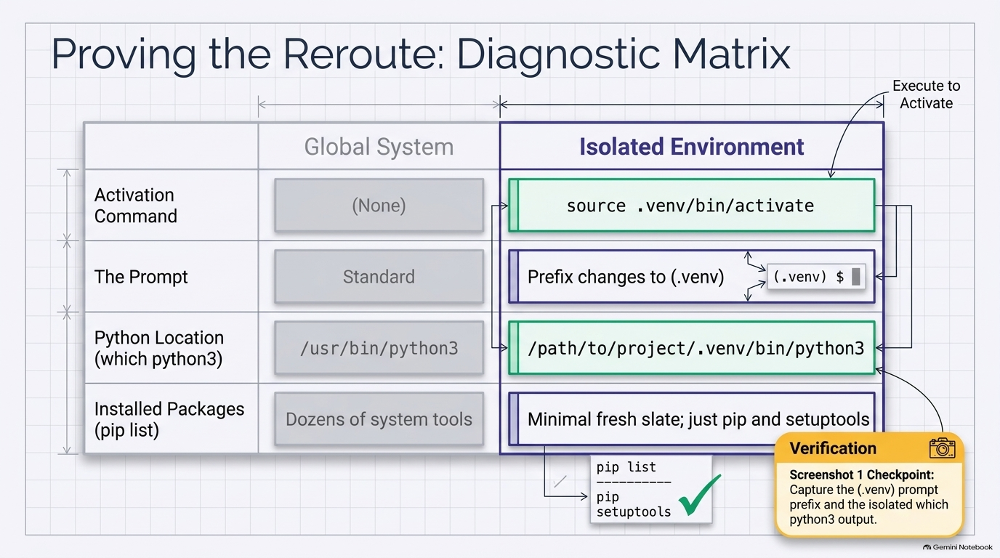 Proving the Reroute: Diagnostic Matrix
Execute to
Activate
Global System
Isolated Environment
Activation
Command
(None)
source .venv/bin/activate
The Prompt
Standard
Prefix changes to (.venv)
(.venv) $
Python Location
(which python3)
/usr/bin/python3
/path/to/project/.venv/bin/python3
Installed Packages
(pip list)
Dozens of system tools
Minimal fresh slate; just pip and setuptools
pip list
----------
pip
setuptools
Verification
Screenshot 1 Checkpoint:
Capture the (.venv) prompt
prefix and the isolated which
python3 output.
Gemini Notebook